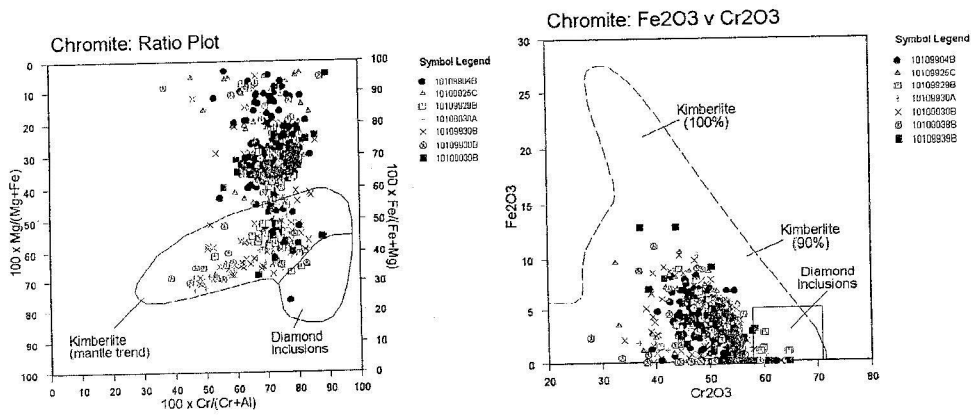 Chromite: Ratio Plot
0
10
20
30
40
50
60
70
80
90
100
100 x Mg/(Mg+Fe)
100
90
80
70
60
50
40
30
20
10
0
100 x Fe/(Fe+Mg)
0 10 20 30 40 50 60 70 80 90 100
100 x Cr/(Cr+Al)
Kimberlite
(mantle trend)
Diamond
Inclusions
Symbol Legend
Chromite: Fe2O3 v Cr2O3
30
25
20
15
10
5
0
Fe2O3
20 30 40 50 60 70 80
Cr2O3
Kimberlite
(100%)
Kimberlite
(90%)
Diamond
Inclusions
Symbol Legend